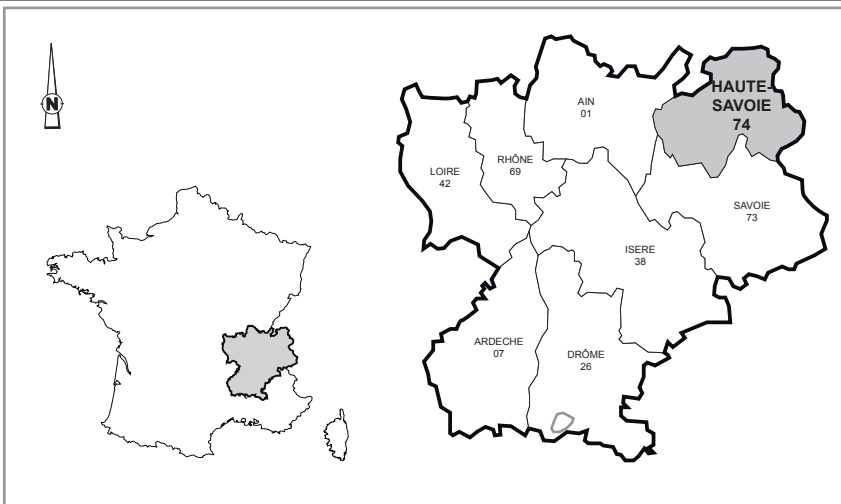 N
HAUTE-
SAVOIE
74
AIN
01
RHÔNE
69
LOIRE
42
SAVOIE
73
ISERE
38
ARDECHE
07
DRÔME
26